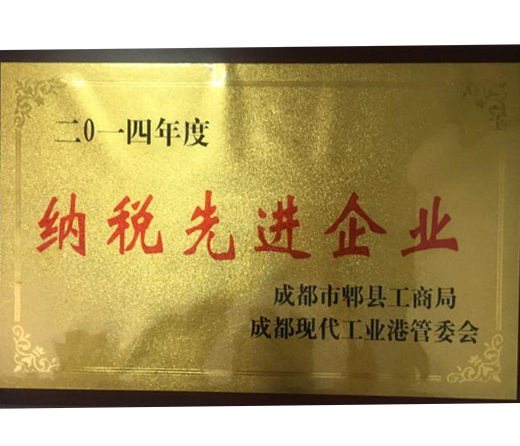 二0一四年度
纳税先进企业
成都市郫县工商局
成都现代工业港管委会